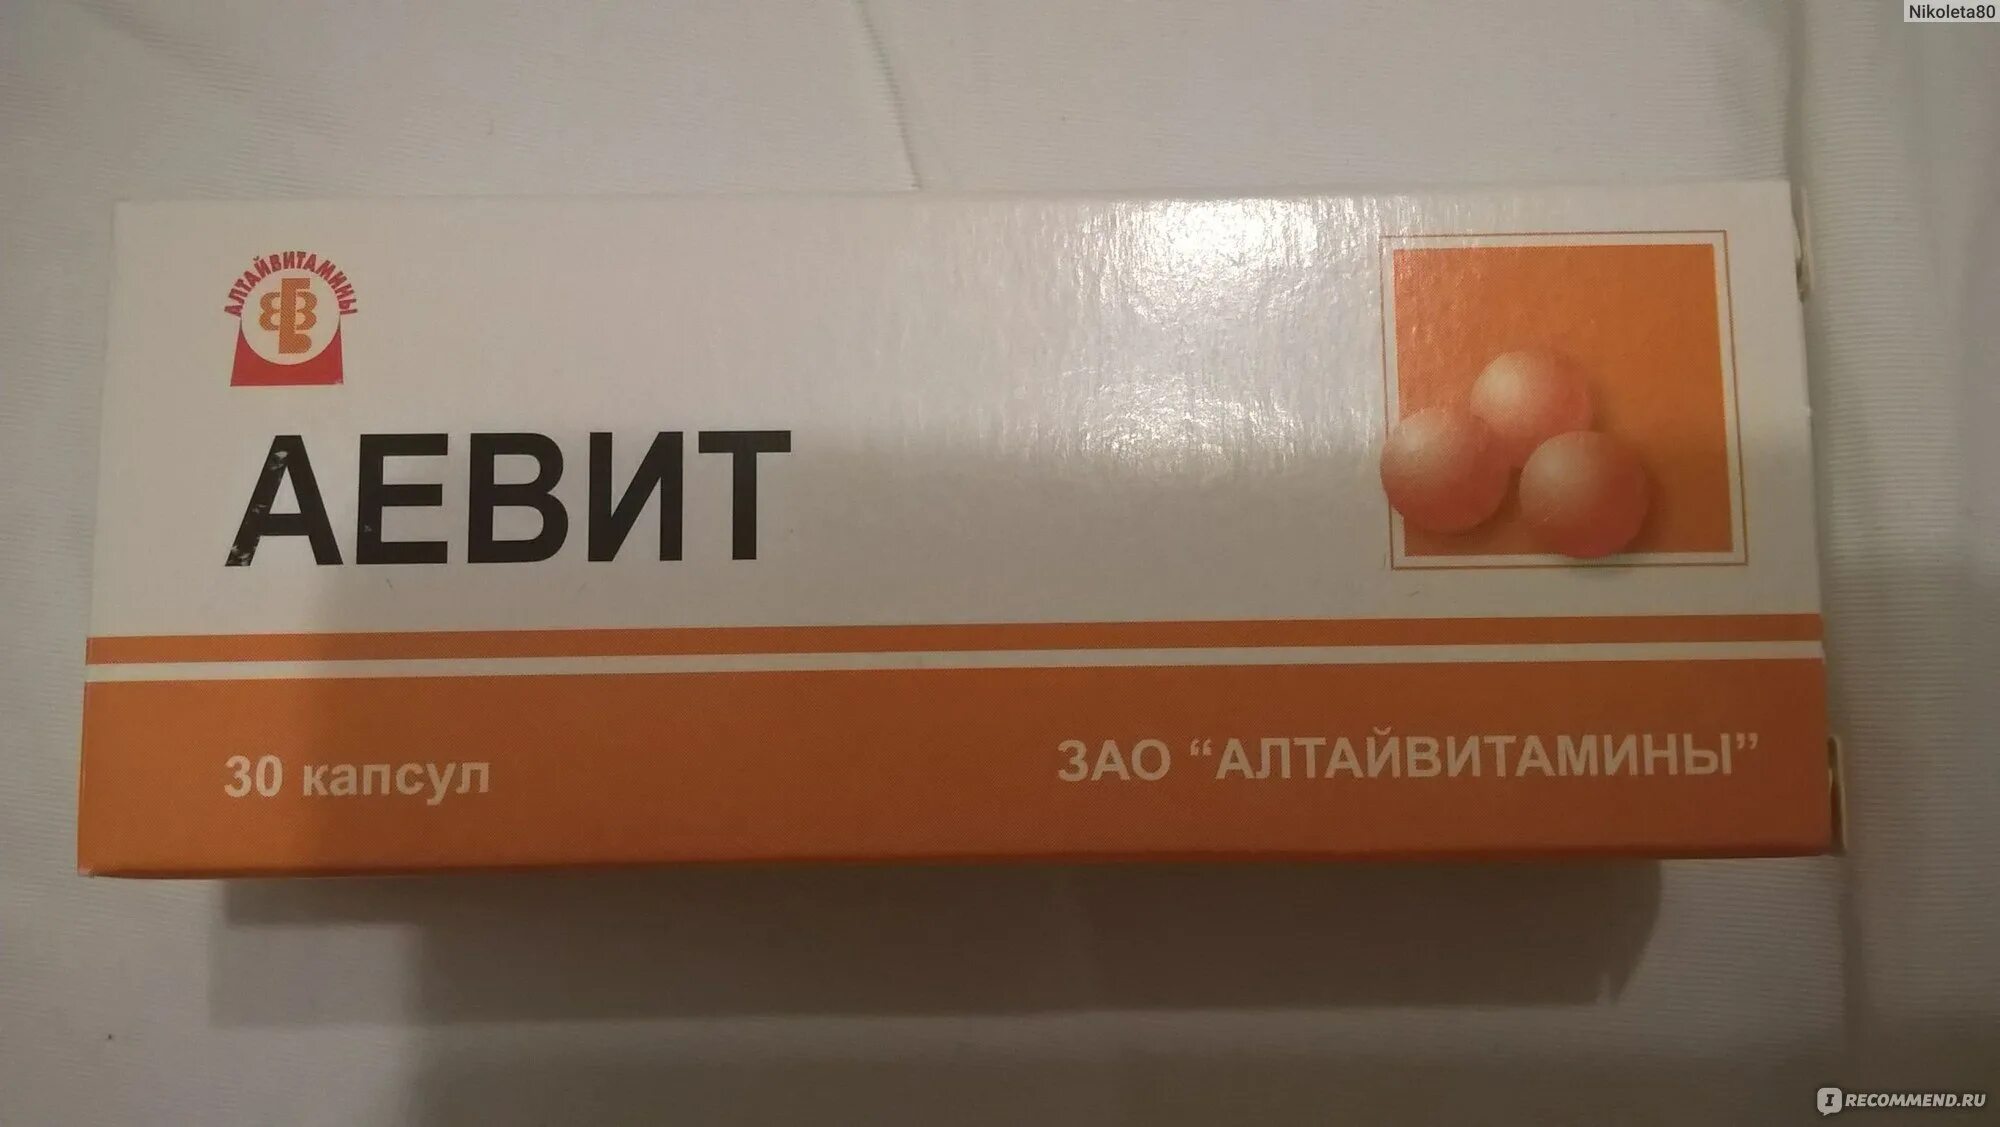 Nikoleta80
АЛТАЙВИТАМИНЫ
АЕВИТ
30 капсул
ЗАО “АЛТАЙВИТАМИНЫ”
I RECOMMEND.RU